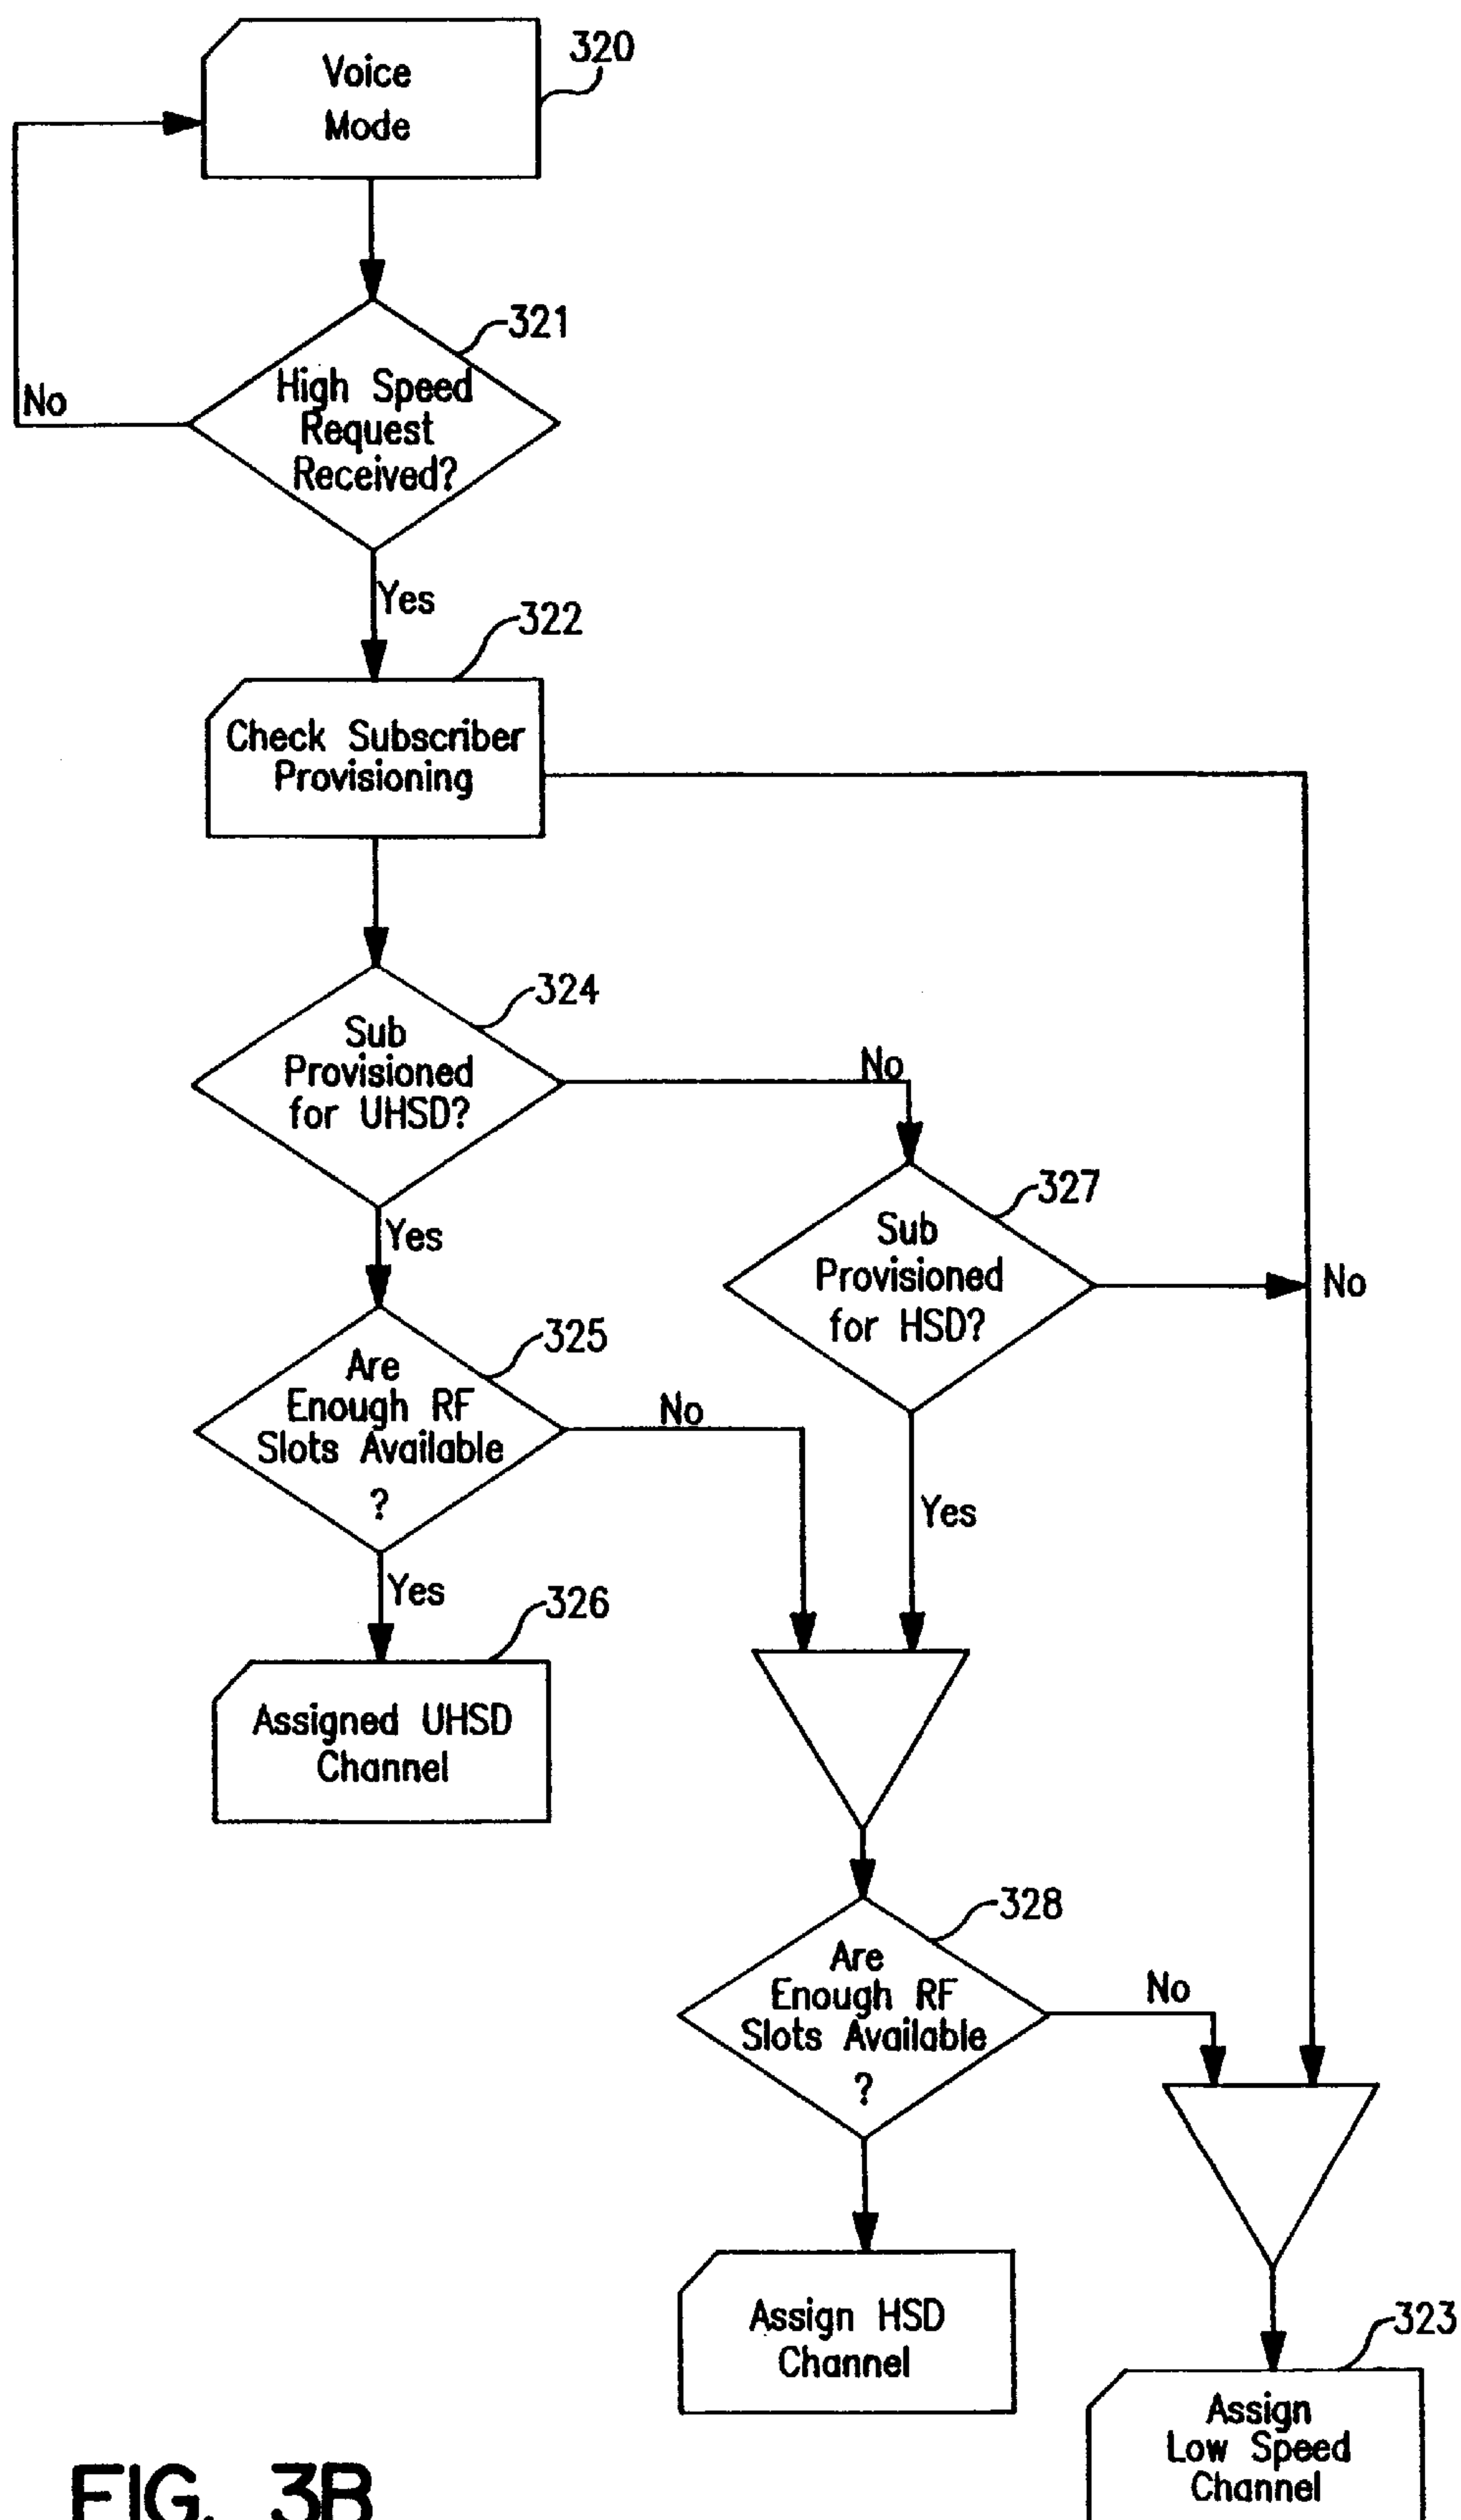 Voice
Mode
320
High Speed
Request
Received?
321
No
Yes
322
Check Subscriber
Provisioning
324
Sub
Provisioned
for UHSD?
No
Yes
327
Sub
Provisioned
for HSD?
No
Yes
325
Are
Enough RF
Slots Available
?
No
Yes
326
Assigned UHSD
Channel
328
Are
Enough RF
Slots Available
?
No
Assign HSD
Channel
323
Assign
Low Speed
Channel
FIG. 3B